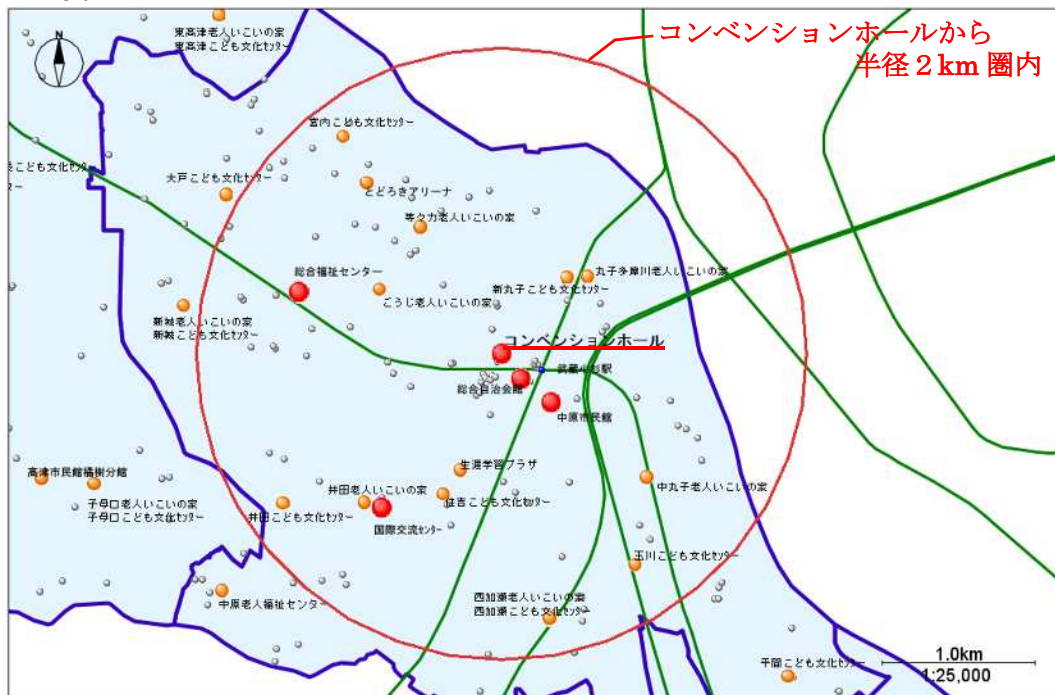 東高津老人いこいの家
東高津こども文化センター
コンベンションホールから
半径２km 圏内
N
宮内こども文化センター
こども文化センター
大戸こども文化センター
とどろきアリーナ
等々力老人いこいの家
総合福祉センター
丸子多摩川老人いこいの家
新丸子こども文化センター
ごうじ老人いこいの家
新城老人いこいの家
新城こども文化センター
コンベンションホール
武蔵小杉駅
総合自治会館
中原市民館
生涯学習プラザ
高津市民館橘樹分館
子母口老人いこいの家
子母口こども文化センター
井田老人いこいの家
井田こども文化センター
住吉こども文化センター
国際交流センター
中丸子老人いこいの家
玉川こども文化センター
中原老人福祉センター
西加瀬老人いこいの家
西加瀬こども文化センター
平間こども文化センター
1.0km
1:25,000